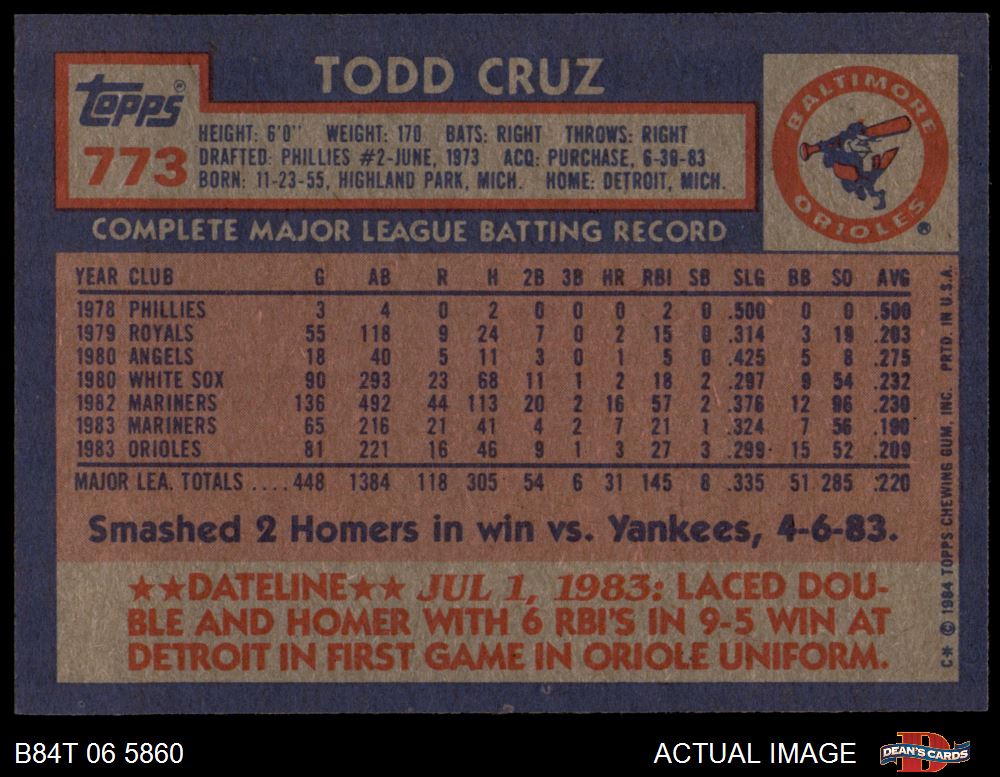 TODD CRUZ
Topps®
773
HEIGHT: 6'0" WEIGHT: 170 BATS: RIGHT THROWS: RIGHT
DRAFTED: PHILLIES #2-JUNE, 1973 ACQ: PURCHASE, 6-30-83
BORN: 11-23-55, HIGHLAND PARK, MICH. HOME: DETROIT, MICH.
BALTIMORE
ORIOLES ®
COMPLETE MAJOR LEAGUE BATTING RECORD
YEAR CLUB G AB R H 2B 3B HR RBI SB SLG BB SO AVG
1978 PHILLIES 3 4 0 2 0 0 0 2 0 .500 0 0 .500
1979 ROYALS 55 118 9 24 7 0 2 15 0 .314 3 19 .203
1980 ANGELS 18 40 5 11 3 0 1 5 0 .425 5 8 .275
1980 WHITE SOX 90 293 23 68 11 1 2 18 2 .297 9 54 .232
1982 MARINERS 136 492 44 113 20 2 16 57 2 .376 12 96 .230
1983 MARINERS 65 216 21 41 4 2 7 21 1 .324 7 56 .190
1983 ORIOLES 81 221 16 46 9 1 3 27 3 .299 15 52 .209
MAJOR LEA. TOTALS .... 448 1384 118 305 54 6 31 145 8 .335 51 285 .220
Smashed 2 Homers in win vs. Yankees, 4-6-83.
★★DATELINE★★ JUL 1, 1983: LACED DOU-
BLE AND HOMER WITH 6 RBI'S IN 9-5 WIN AT
DETROIT IN FIRST GAME IN ORIOLE UNIFORM.
C* © 1984 TOPPS CHEWING GUM, INC. PRTD. IN U.S.A.
B84T 06 5860
ACTUAL IMAGE
D
DEAN'S CARDS